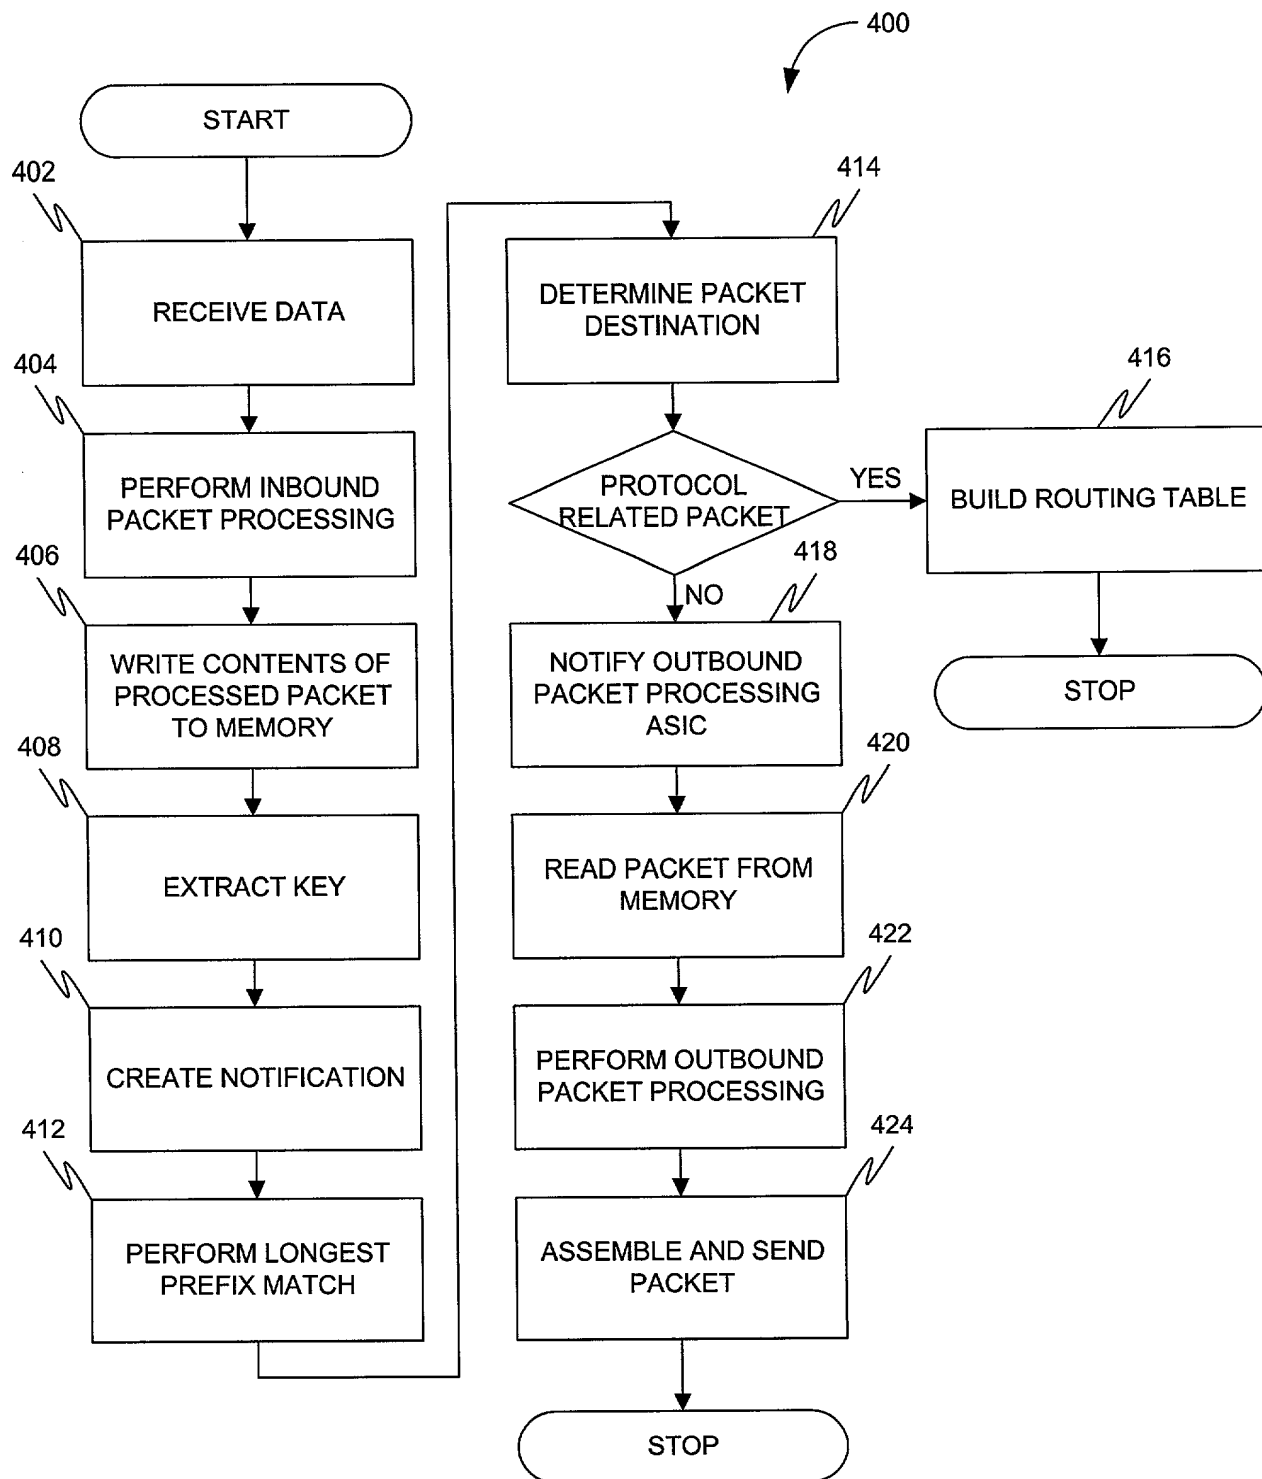 400
START
402
RECEIVE DATA
404
PERFORM INBOUND
PACKET PROCESSING
406
WRITE CONTENTS OF
PROCESSED PACKET
TO MEMORY
408
EXTRACT KEY
410
CREATE NOTIFICATION
412
PERFORM LONGEST
PREFIX MATCH
414
DETERMINE PACKET
DESTINATION
PROTOCOL
RELATED PACKET
YES
416
BUILD ROUTING TABLE
STOP
NO
418
NOTIFY OUTBOUND
PACKET PROCESSING
ASIC
420
READ PACKET FROM
MEMORY
422
PERFORM OUTBOUND
PACKET PROCESSING
424
ASSEMBLE AND SEND
PACKET
STOP